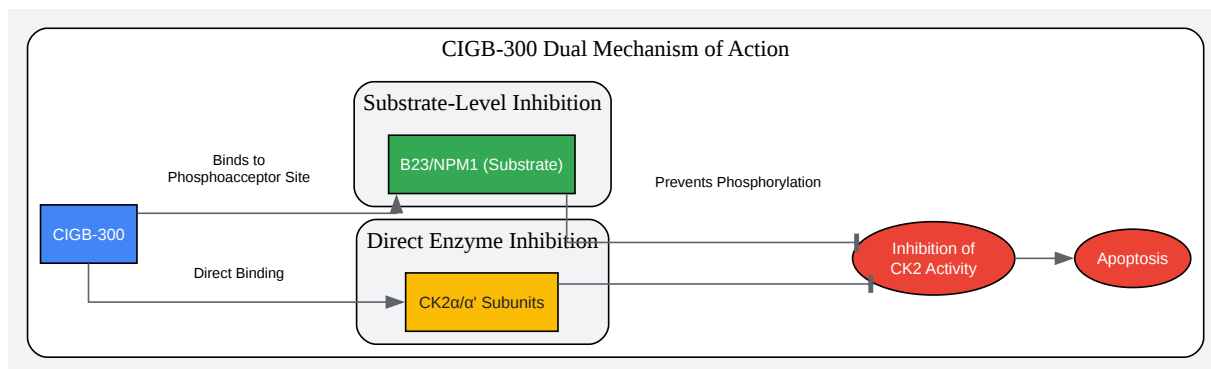 CIGB-300 Dual Mechanism of Action
Substrate-Level Inhibition
B23/NPM1 (Substrate)
Binds to
Phosphoacceptor Site
Prevents Phosphorylation
CIGB-300
Direct Enzyme Inhibition
Direct Binding
CK2α/α' Subunits
Inhibition of
CK2 Activity
Apoptosis